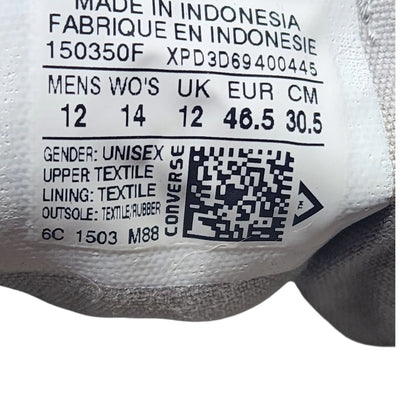 MADE IN INDONESIA
FABRIQUE EN INDONESIE
150350F XPD3D69400445
MENS WO'S UK EUR CM
12 14 12 46.5 30.5
GENDER: UNISEX
UPPER TEXTILE
LINING: TEXTILE
OUTSOLE: TEXTILE/RUBBER
6C 1503 M88
CONVERSE